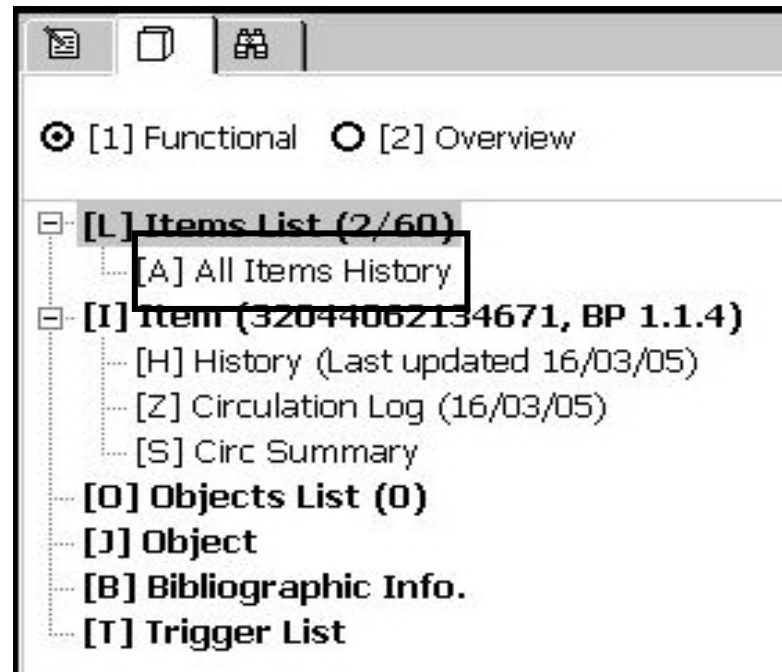 [1] Functional [2] Overview
[L] Items List (2/60)
[A] All Items History
[I] Item (32044062134671, BP 1.1.4)
[H] History (Last updated 16/03/05)
[Z] Circulation Log (16/03/05)
[S] Circ Summary
[O] Objects List (0)
[J] Object
[B] Bibliographic Info.
[T] Trigger List